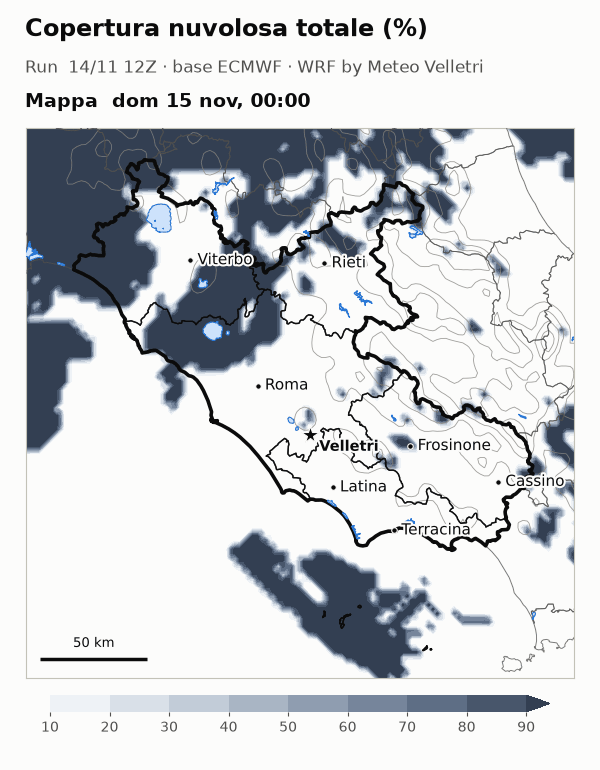 Copertura nuvolosa totale (%)
Run 14/11 12Z · base ECMWF · WRF by Meteo Velletri
Mappa dom 15 nov, 00:00
Viterbo
Rieti
Roma
Velletri
Frosinone
Latina
Cassino
Terracina
50 km
10 20 30 40 50 60 70 80 90